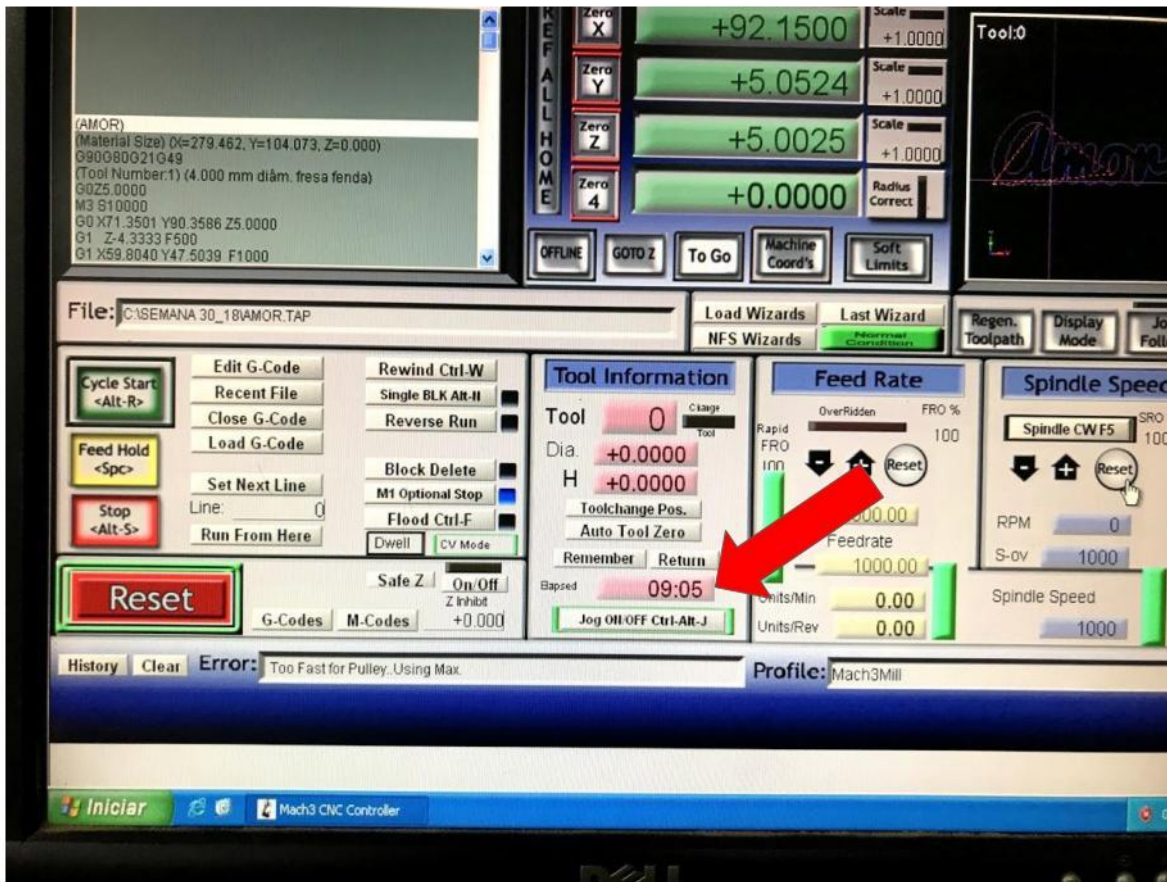 REF ALL HOME
Zero X +92.1500 Scale +1.0000
Zero Y +5.0524 Scale +1.0000
Zero Z +5.0025 Scale +1.0000
Zero 4 +0.0000 Radius Correct
OFFLINE GOTO Z To Go Machine Coord's Soft Limits
Tool:0
Amor
(AMOR)
(Material Size) (X=279.462, Y=104.073, Z=0.000)
G90G80G21G49
(Tool Number:1) (4.000 mm diâm. fresa fenda)
G0Z5.0000
M3 S10000
G0 X71.3501 Y90.3586 Z5.0000
G1 Z-4.3333 F500
G1 X59.8040 Y47.5039 F1000
File: C:\SEMANA 30_18\AMOR.TAP
Load Wizards Last Wizard
NFS Wizards Normal Condition
Regen. Toolpath Display Mode
Cycle Start <Alt-R>
Feed Hold <Spc>
Stop <Alt-S>
Edit G-Code
Recent File
Close G-Code
Load G-Code
Set Next Line
Line: 0
Run From Here
Rewind Ctrl-W
Single BLK Alt-N
Reverse Run
Block Delete
M1 Optional Stop
Flood Ctrl-F
Dwell CV Mode
Reset
G-Codes M-Codes
Safe Z On/Off
Z Inhibit
+0.000
Tool Information
Tool 0 Change Tool
Dia. +0.0000
H +0.0000
Toolchange Pos.
Auto Tool Zero
Remember Return
Elapsed 09:05
Jog ON/OFF Ctrl-Alt-J
Feed Rate
OverRidden FRO %
Rapid FRO 100
100
Reset
Feedrate
1000.00
Units/Min 0.00
Units/Rev 0.00
Spindle Speed
Spindle CW F5 SRO
100
Reset
RPM 0
S-ov 1000
Spindle Speed
1000
History Clear Error: Too Fast for Pulley..Using Max.
Profile: Mach3Mill
Iniciar Mach3 CNC Controller
DELL